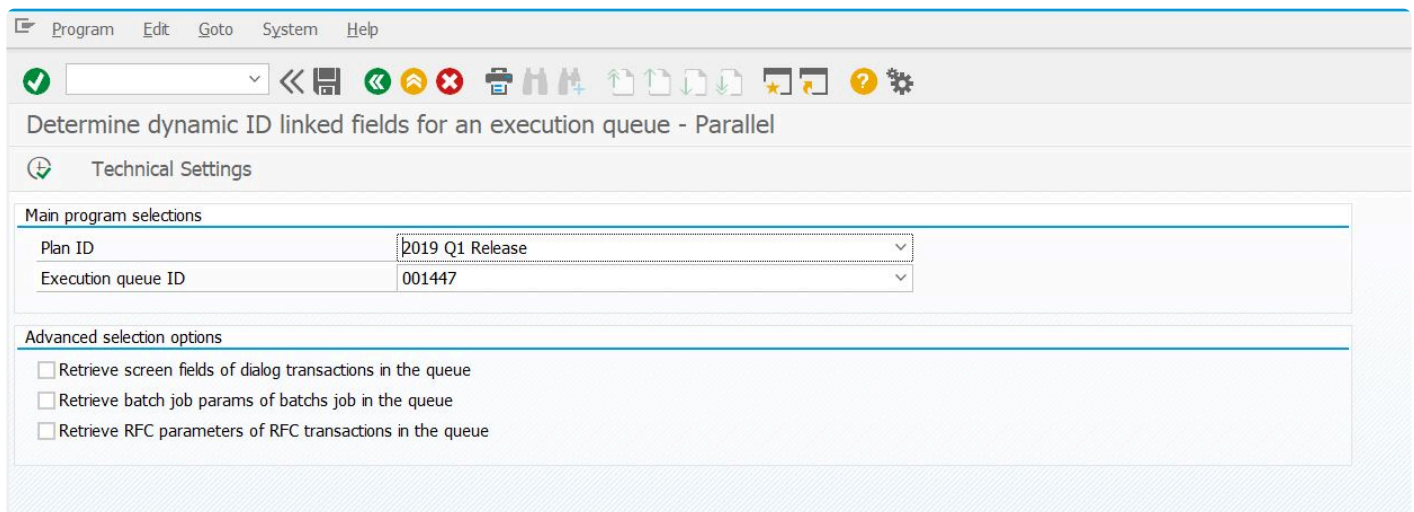 Program Edit Goto System Help
Determine dynamic ID linked fields for an execution queue - Parallel
Technical Settings
Main program selections
Plan ID 2019 Q1 Release
Execution queue ID 001447
Advanced selection options
Retrieve screen fields of dialog transactions in the queue
Retrieve batch job params of batchs job in the queue
Retrieve RFC parameters of RFC transactions in the queue